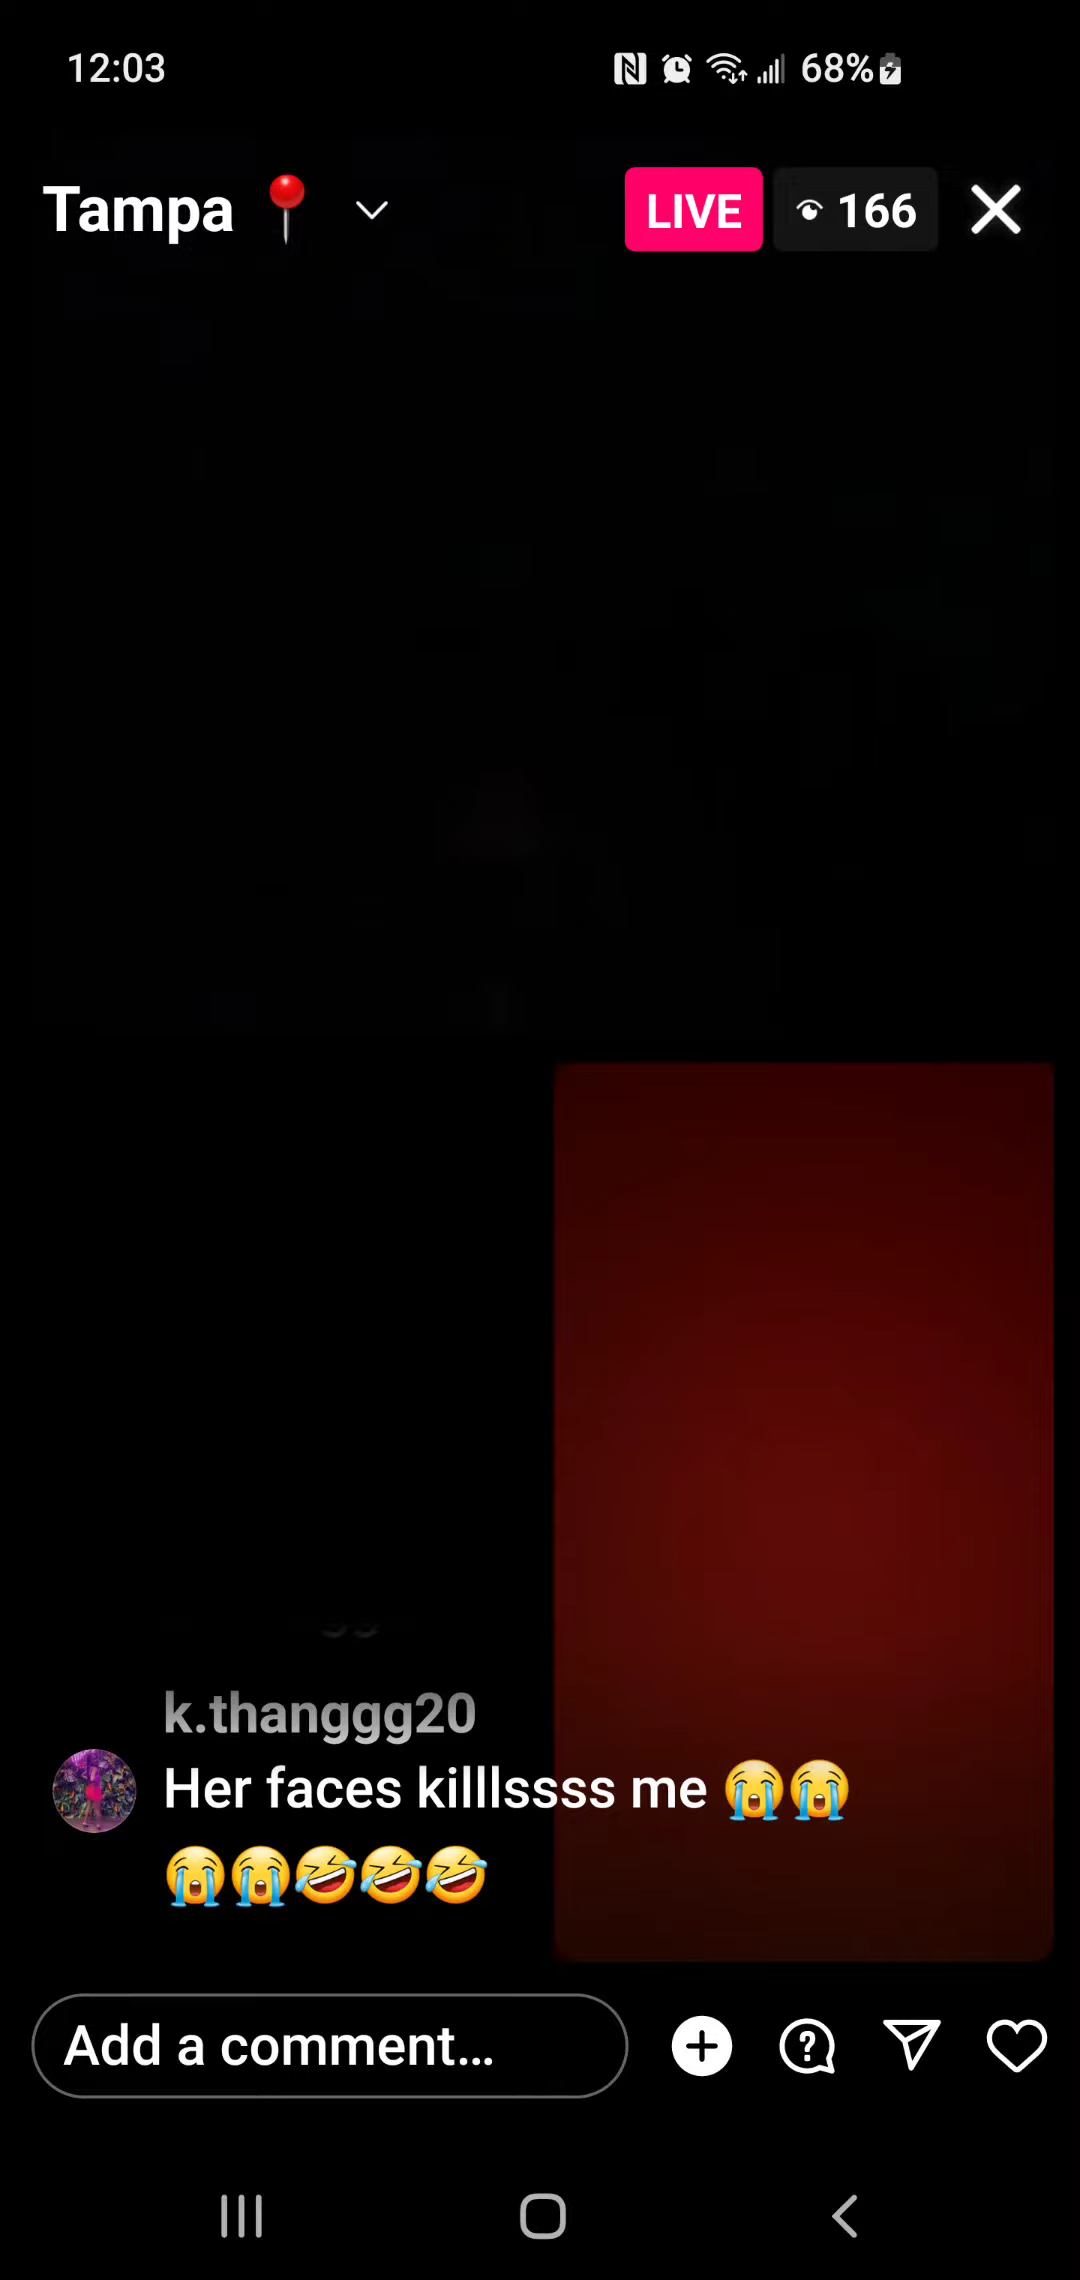 12:03 68%
Tampa 📍 LIVE 166
k.thanggg20
Her faces killlssss me 😭😭
😭😭🤣🤣🤣
Add a comment...